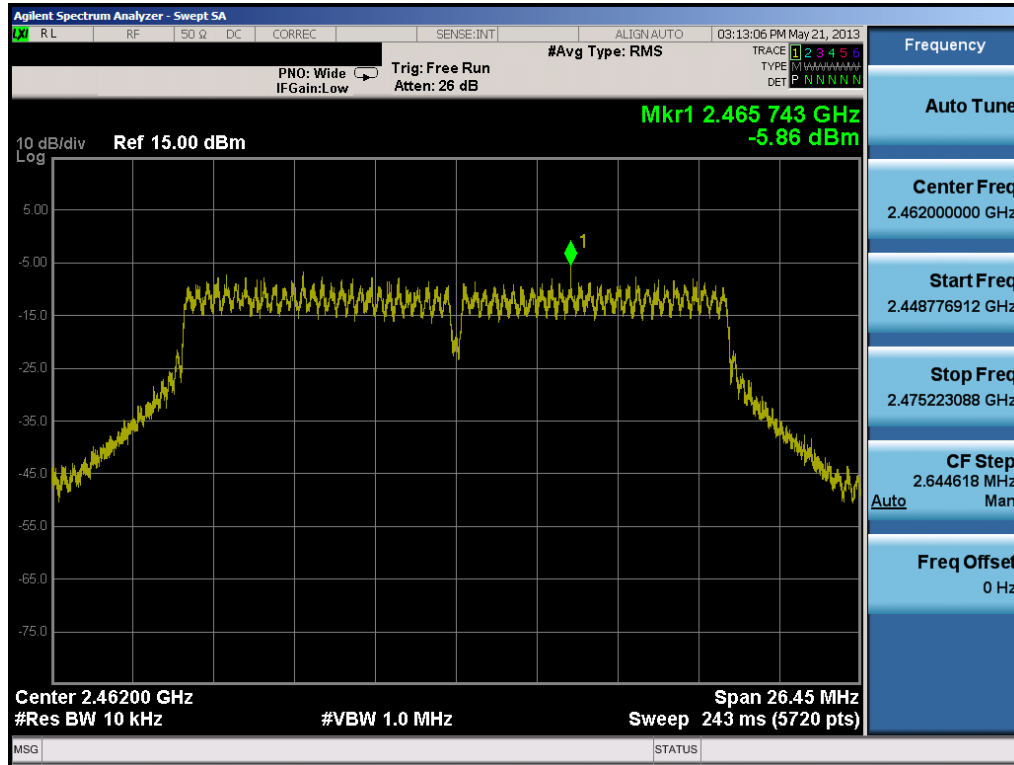 Agilent Spectrum Analyzer - Swept SA
LXI RL RF 50 Ω DC CORREC SENSE:INT ALIGN AUTO 03:13:06 PM May 21, 2013
#Avg Type: RMS
TRACE 1 2 3 4 5 6
TYPE M WWWWW
DET P N N N N N
PNO: Wide
IFGain:Low
Trig: Free Run
Atten: 26 dB
Mkr1 2.465 743 GHz
-5.86 dBm
10 dB/div Ref 15.00 dBm
Log
5.00
-5.00
-15.0
-25.0
-35.0
-45.0
-55.0
-65.0
-75.0
1
Center 2.46200 GHz
Span 26.45 MHz
#Res BW 10 kHz
#VBW 1.0 MHz
Sweep 243 ms (5720 pts)
MSG
STATUS
Frequency
Auto Tune
Center Freq
2.462000000 GHz
Start Freq
2.448776912 GHz
Stop Freq
2.475223088 GHz
CF Step
2.644618 MHz
Auto Man
Freq Offset
0 Hz